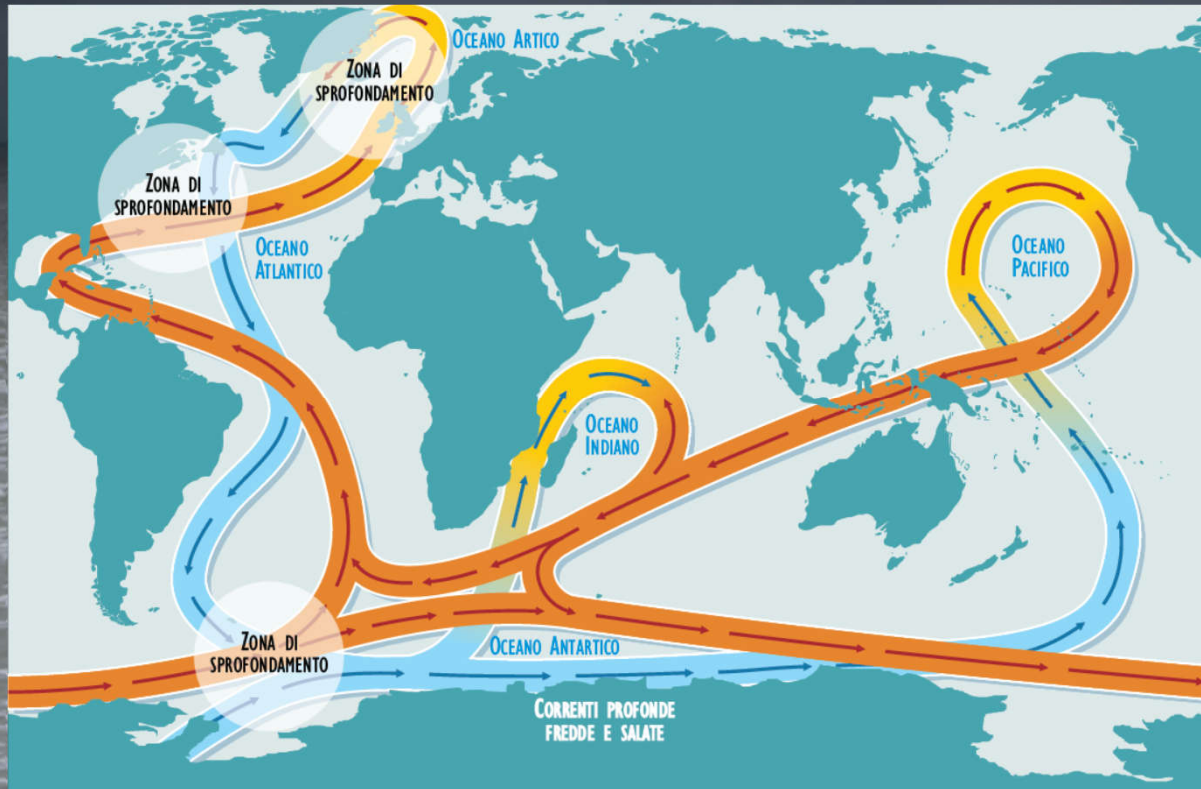 OCEANO ARTICO
ZONA DI
SPROFONDAMENTO
ZONA DI
SPROFONDAMENTO
OCEANO
ATLANTICO
OCEANO
PACIFICO
OCEANO
INDIANO
ZONA DI
SPROFONDAMENTO
OCEANO ANTARTICO
CORRENTI PROFONDE
FREDDE E SALATE